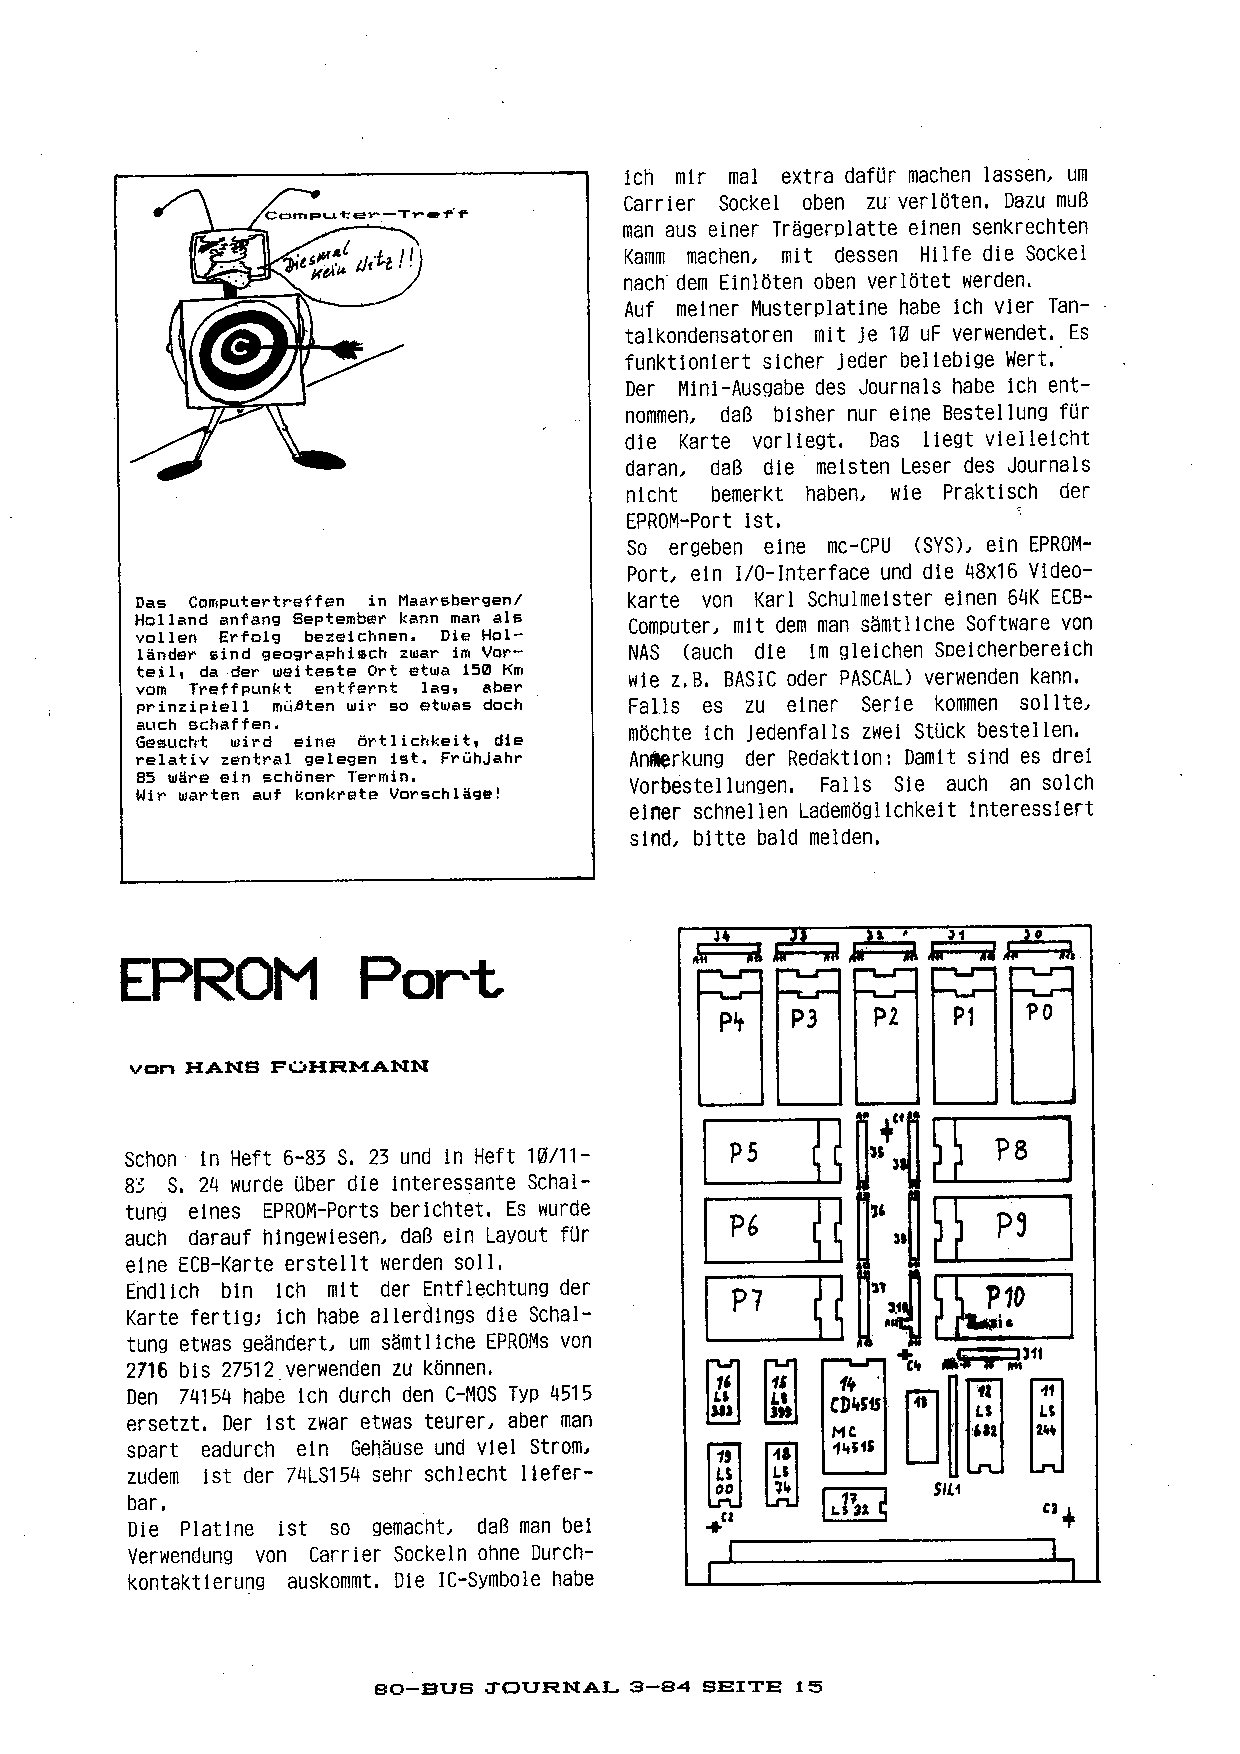 Computer-Treff
Diesmal
kein Witz!!
C
Das Computertreffen in Maarsbergen/
Holland anfang September kann man als
vollen Erfolg bezeichnen. Die Hol-
länder sind geographisch zwar im Vor-
teil, da der weiteste Ort etwa 150 Km
vom Treffpunkt entfernt lag, aber
prinzipiell müßten wir so etwas doch
auch schaffen.
Gesucht wird eine örtlichkeit, die
relativ zentral gelegen ist. FrühJahr
85 wäre ein schöner Termin.
Wir warten auf konkrete Vorschläge!
EPROM Port
von HANS FÜHRMANN
Schon in Heft 6-83 S. 23 und in Heft 10/11-
83 S. 24 wurde über die interessante Schal-
tung eines EPROM-Ports berichtet. Es wurde
auch darauf hingewiesen, daß ein Layout für
eine ECB-Karte erstellt werden soll.
Endlich bin ich mit der Entflechtung der
Karte fertig; ich habe allerdings die Schal-
tung etwas geändert, um sämtliche EPROMs von
2716 bis 27512 verwenden zu können.
Den 74154 habe ich durch den C-MOS Typ 4515
ersetzt. Der ist zwar etwas teurer, aber man
spart eadurch ein Gehäuse und viel Strom,
zudem ist der 74LS154 sehr schlecht liefer-
bar.
Die Platine ist so gemacht, daß man bei
Verwendung von Carrier Sockeln ohne Durch-
kontaktierung auskommt. Die IC-Symbole habe
ich mir mal extra dafür machen lassen, um
Carrier Sockel oben zu verlöten. Dazu muß
man aus einer Trägerplatte einen senkrechten
Kamm machen, mit dessen Hilfe die Sockel
nach dem Einlöten oben verlötet werden.
Auf meiner Musterplatine habe ich vier Tan-
talkondensatoren mit je 10 uF verwendet. Es
funktioniert sicher jeder beliebige Wert.
Der Mini-Ausgabe des Journals habe ich ent-
nommen, daß bisher nur eine Bestellung für
die Karte vorliegt. Das liegt vielleicht
daran, daß die meisten Leser des Journals
nicht bemerkt haben, wie Praktisch der
EPROM-Port ist.
So ergeben eine mc-CPU (SYS), ein EPROM-
Port, ein I/O-Interface und die 48x16 Video-
karte von Karl Schulmeister einen 64K ECB-
Computer, mit dem man sämtliche Software von
NAS (auch die im gleichen Speicherbereich
wie z.B. BASIC oder PASCAL) verwenden kann.
Falls es zu einer Serie kommen sollte,
möchte ich jedenfalls zwei Stück bestellen.
Anmerkung der Redaktion: Damit sind es drei
Vorbestellungen. Falls Sie auch an solch
einer schnellen Lademöglichkeit interessiert
sind, bitte bald melden.
J4 J3 J2 J1 J0
P4 P3 P2 P1 P0
C1
P5 J5 J8 P8
P6 J6 J9 P9
P7 J7 J10 P10
C4 J11
16
LS
393
15
LS
393
14
CD4515
MC
14515
13
12
LS
682
11
LS
244
19
LS
00
18
LS
74
17
LS 32
SIL1
C2
C3
80-BUS JOURNAL 3-84 SEITE 15